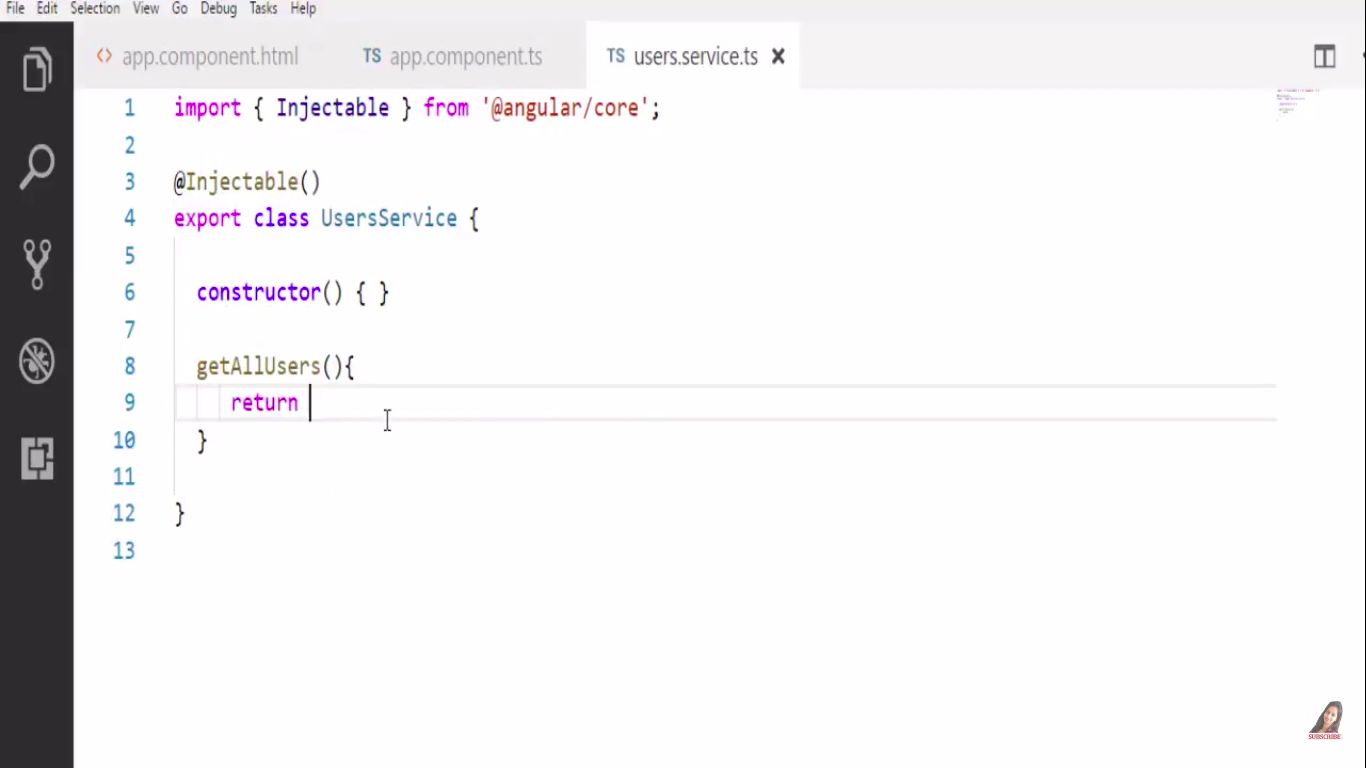 File Edit Selection View Go Debug Tasks Help
<> app.component.html TS app.component.ts TS users.service.ts ×
1 import { Injectable } from '@angular/core';
2
3 @Injectable()
4 export class UsersService {
5
6 constructor() { }
7
8 getAllUsers(){
9 return
10 }
11
12 }
13
SUBSCRIBE